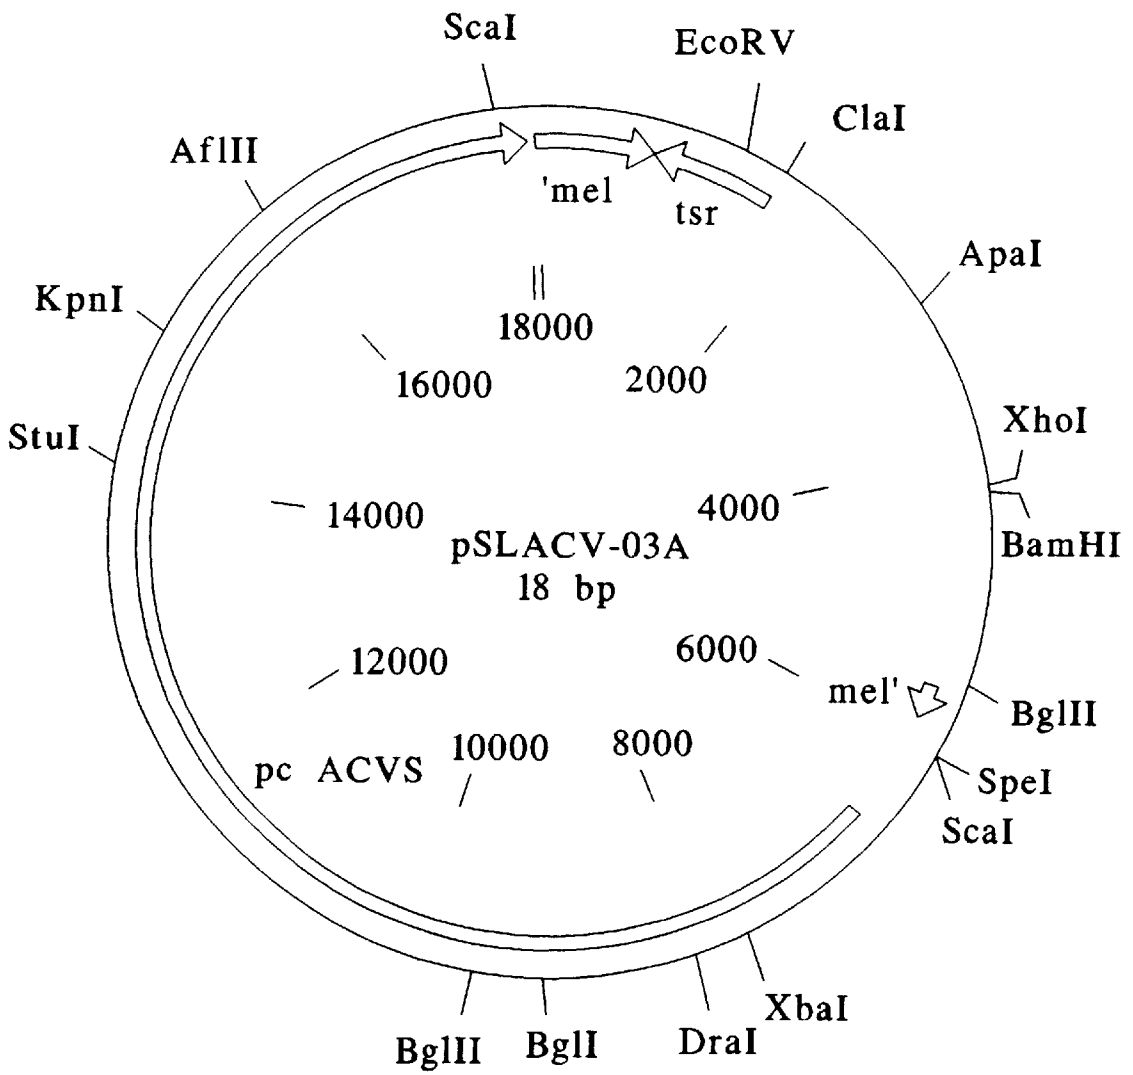 ScaI
EcoRV
ClaI
AflII
'mel
tsr
ApaI
KpnI
18000
16000
2000
StuI
XhoI
14000
4000
pSLACV-03A
BamHI
18 bp
12000
6000
mel'
BglII
10000
8000
pc ACVS
SpeI
ScaI
XbaI
BglII
BglI
DraI